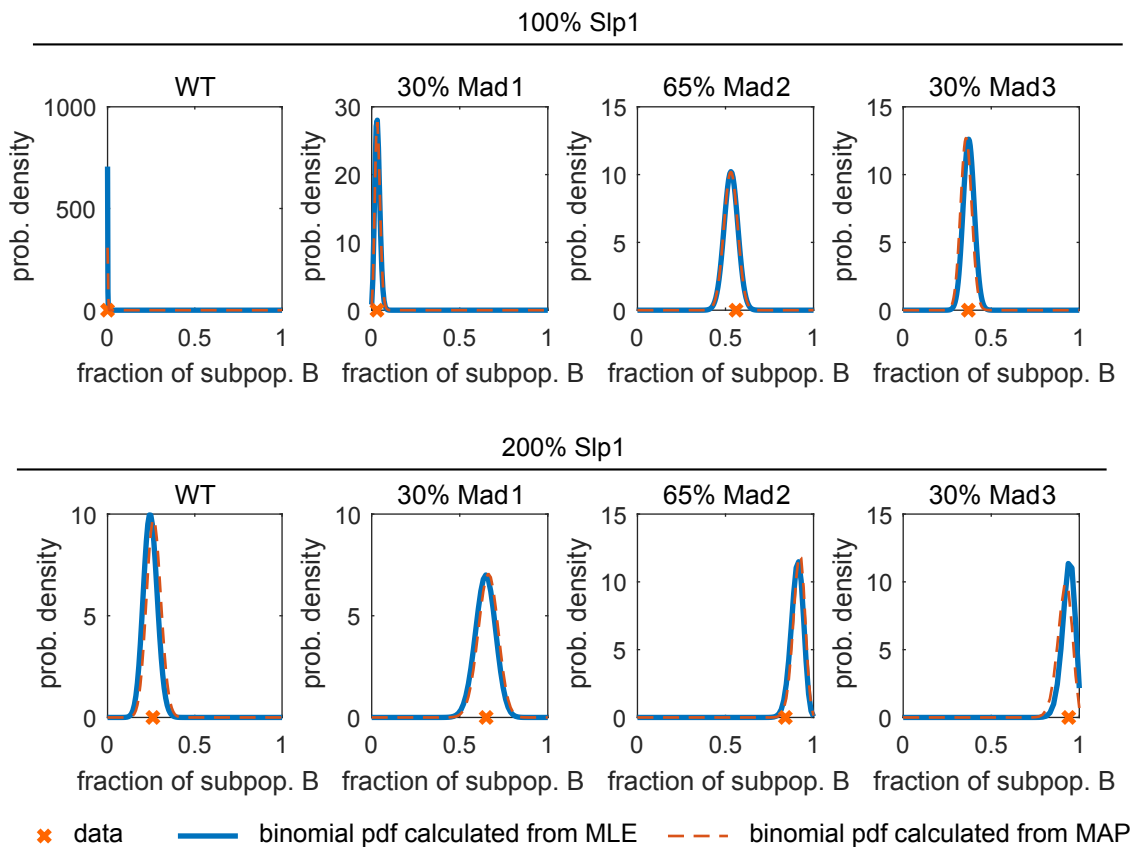 100% Slp1
WT
30% Mad1
65% Mad2
30% Mad3
prob. density
1000
500
0
0 0.5 1
fraction of subpop. B
prob. density
30
20
10
0
0 0.5 1
fraction of subpop. B
prob. density
15
10
5
0
0 0.5 1
fraction of subpop. B
prob. density
15
10
5
0
0 0.5 1
fraction of subpop. B
200% Slp1
WT
30% Mad1
65% Mad2
30% Mad3
prob. density
10
5
0
0 0.5 1
fraction of subpop. B
prob. density
10
5
0
0 0.5 1
fraction of subpop. B
prob. density
15
10
5
0
0 0.5 1
fraction of subpop. B
prob. density
15
10
5
0
0 0.5 1
fraction of subpop. B
data
binomial pdf calculated from MLE
binomial pdf calculated from MAP